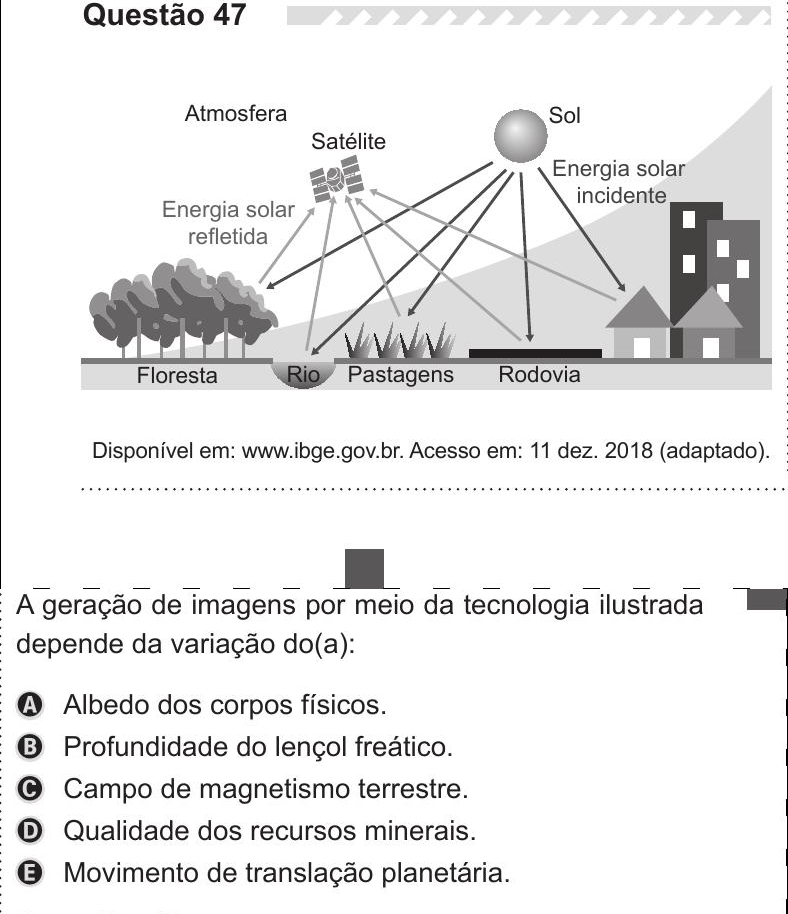 Questão 47
Atmosfera
Sol
Satélite
Energia solar
incidente
Energia solar
refletida
Floresta
Rio
Pastagens
Rodovia
Disponível em: www.ibge.gov.br. Acesso em: 11 dez. 2018 (adaptado).
A geração de imagens por meio da tecnologia ilustrada
depende da variação do(a):
A Albedo dos corpos físicos.
B Profundidade do lençol freático.
C Campo de magnetismo terrestre.
D Qualidade dos recursos minerais.
E Movimento de translação planetária.